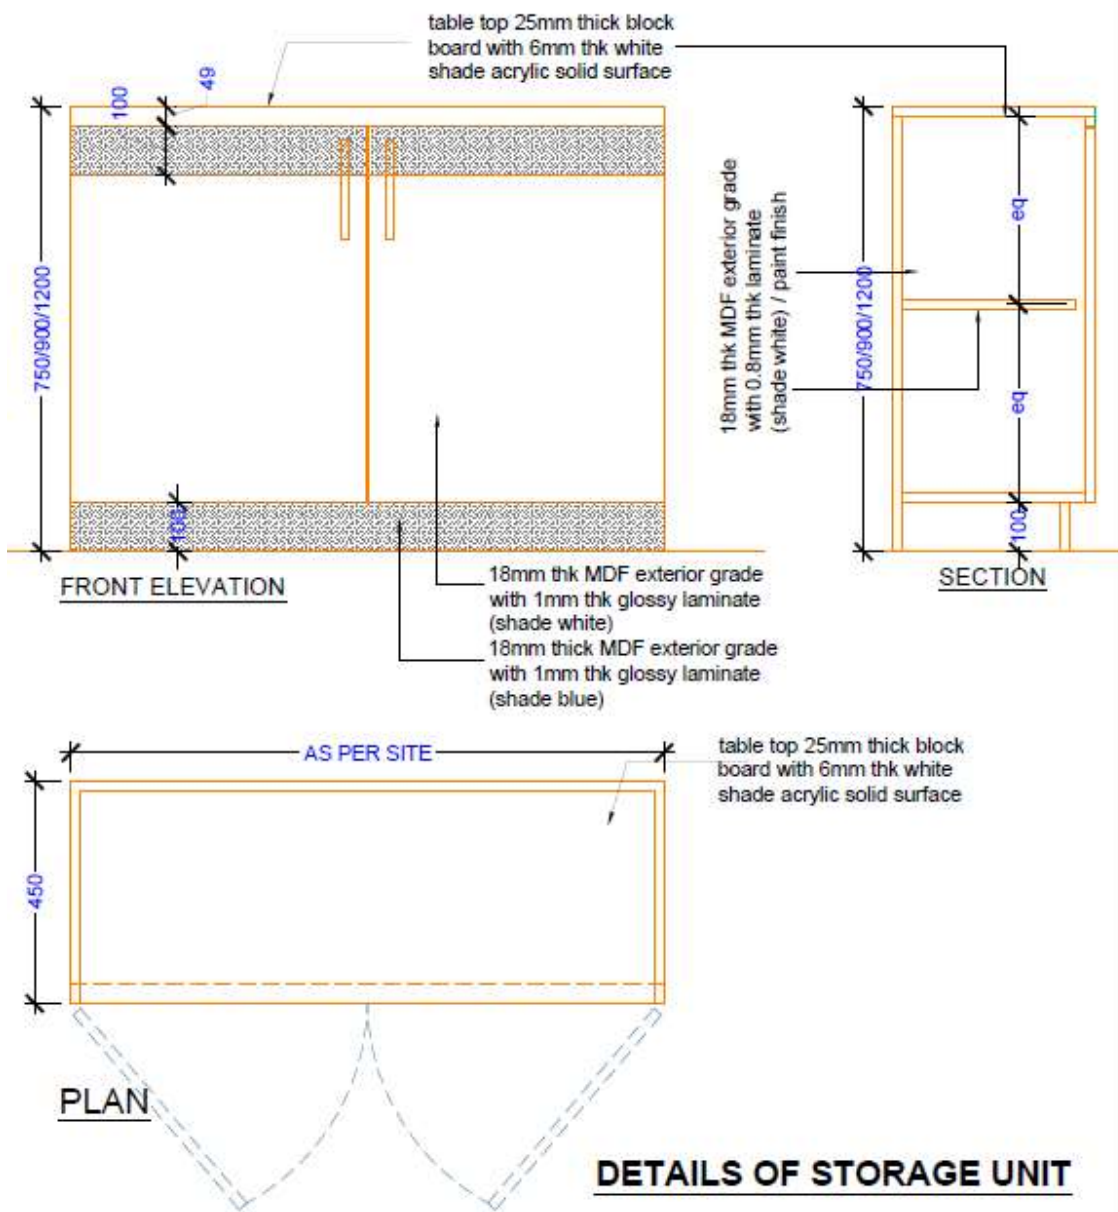 table top 25mm thick block
board with 6mm thk white
shade acrylic solid surface
49
100
750/900/1200
100
FRONT ELEVATION
18mm thk MDF exterior grade
with 0.8mm thk laminate
(shade white) / paint finish
750/900/1200
eq
eq
100
SECTION
18mm thk MDF exterior grade
with 1mm thk glossy laminate
(shade white)
18mm thick MDF exterior grade
with 1mm thk glossy laminate
(shade blue)
AS PER SITE
table top 25mm thick block
board with 6mm thk white
shade acrylic solid surface
450
PLAN
DETAILS OF STORAGE UNIT